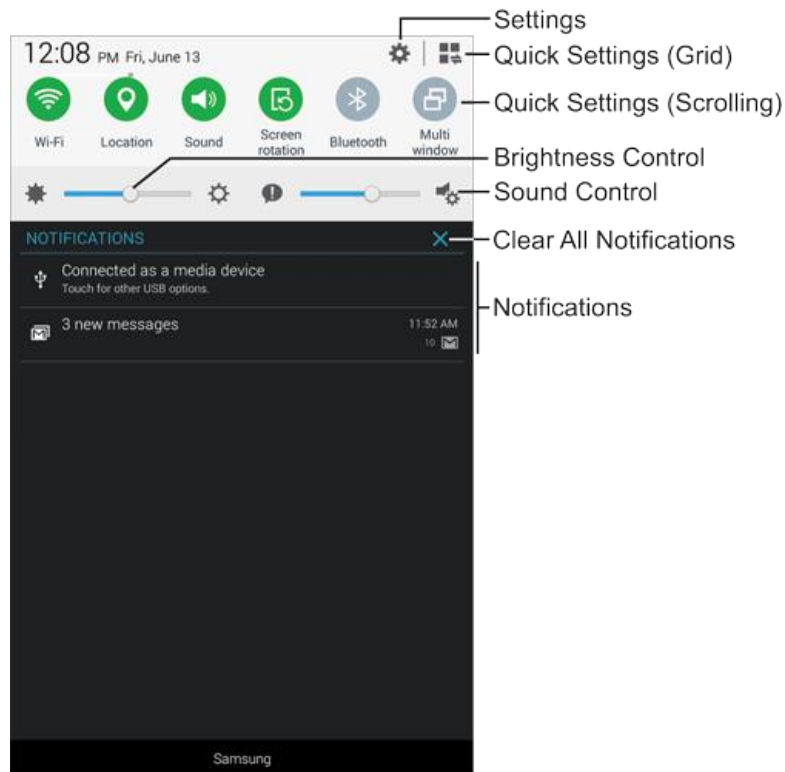 Settings
12:08 PM Fri, June 13
Quick Settings (Grid)
Quick Settings (Scrolling)
Wi-Fi
Location
Sound
Screen
rotation
Bluetooth
Multi
window
Brightness Control
Sound Control
NOTIFICATIONS
Clear All Notifications
Connected as a media device
Touch for other USB options.
Notifications
3 new messages
11:52 AM
10
Samsung